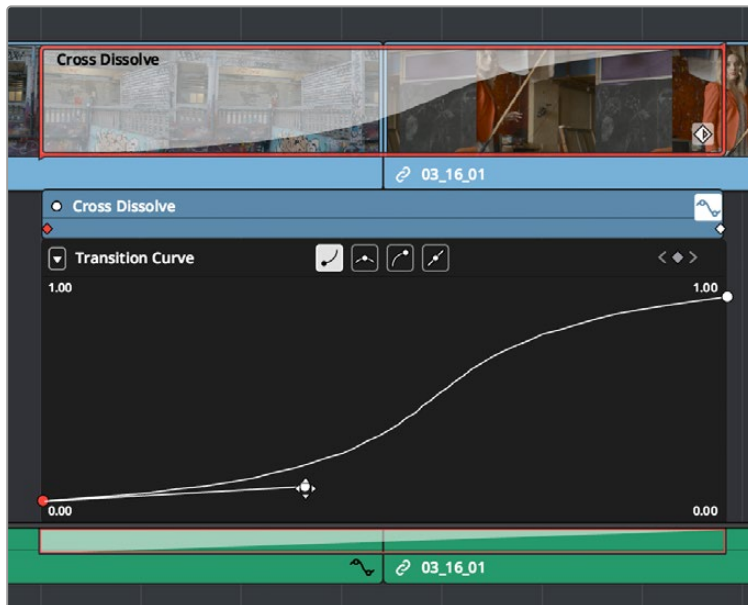 Cross Dissolve
03_16_01
Cross Dissolve
Transition Curve
1.00 1.00
0.00 0.00
03_16_01